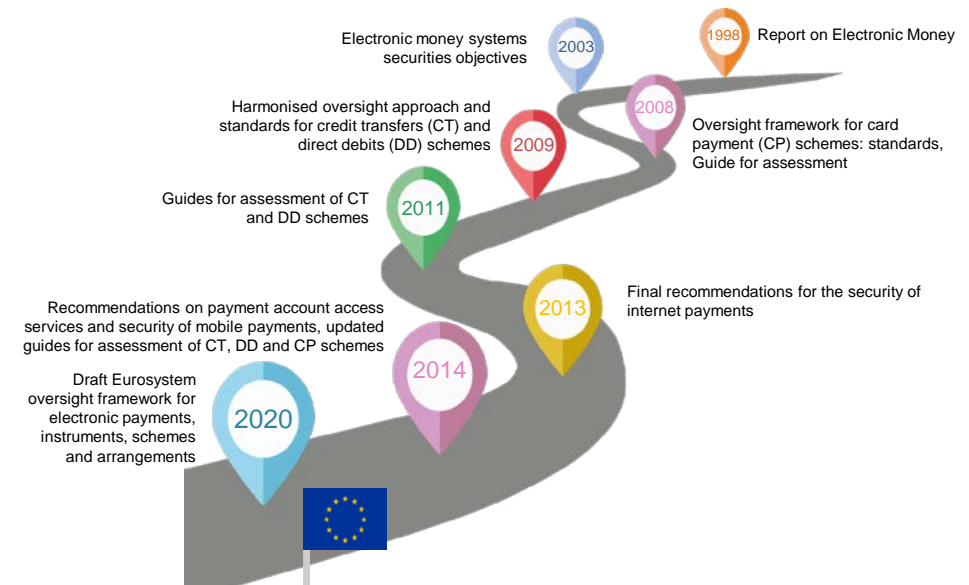 1998
Report on Electronic Money
Electronic money systems
securities objectives
2003
2008
Oversight framework for card
payment (CP) schemes: standards,
Guide for assessment
Harmonised oversight approach and
standards for credit transfers (CT) and
direct debits (DD) schemes
2009
Guides for assessment of CT
and DD schemes
2011
2013
Final recommendations for the security of
internet payments
Recommendations on payment account access
services and security of mobile payments, updated
guides for assessment of CT, DD and CP schemes
2014
Draft Eurosystem
oversight framework for
electronic payments,
instruments, schemes
and arrangements
2020